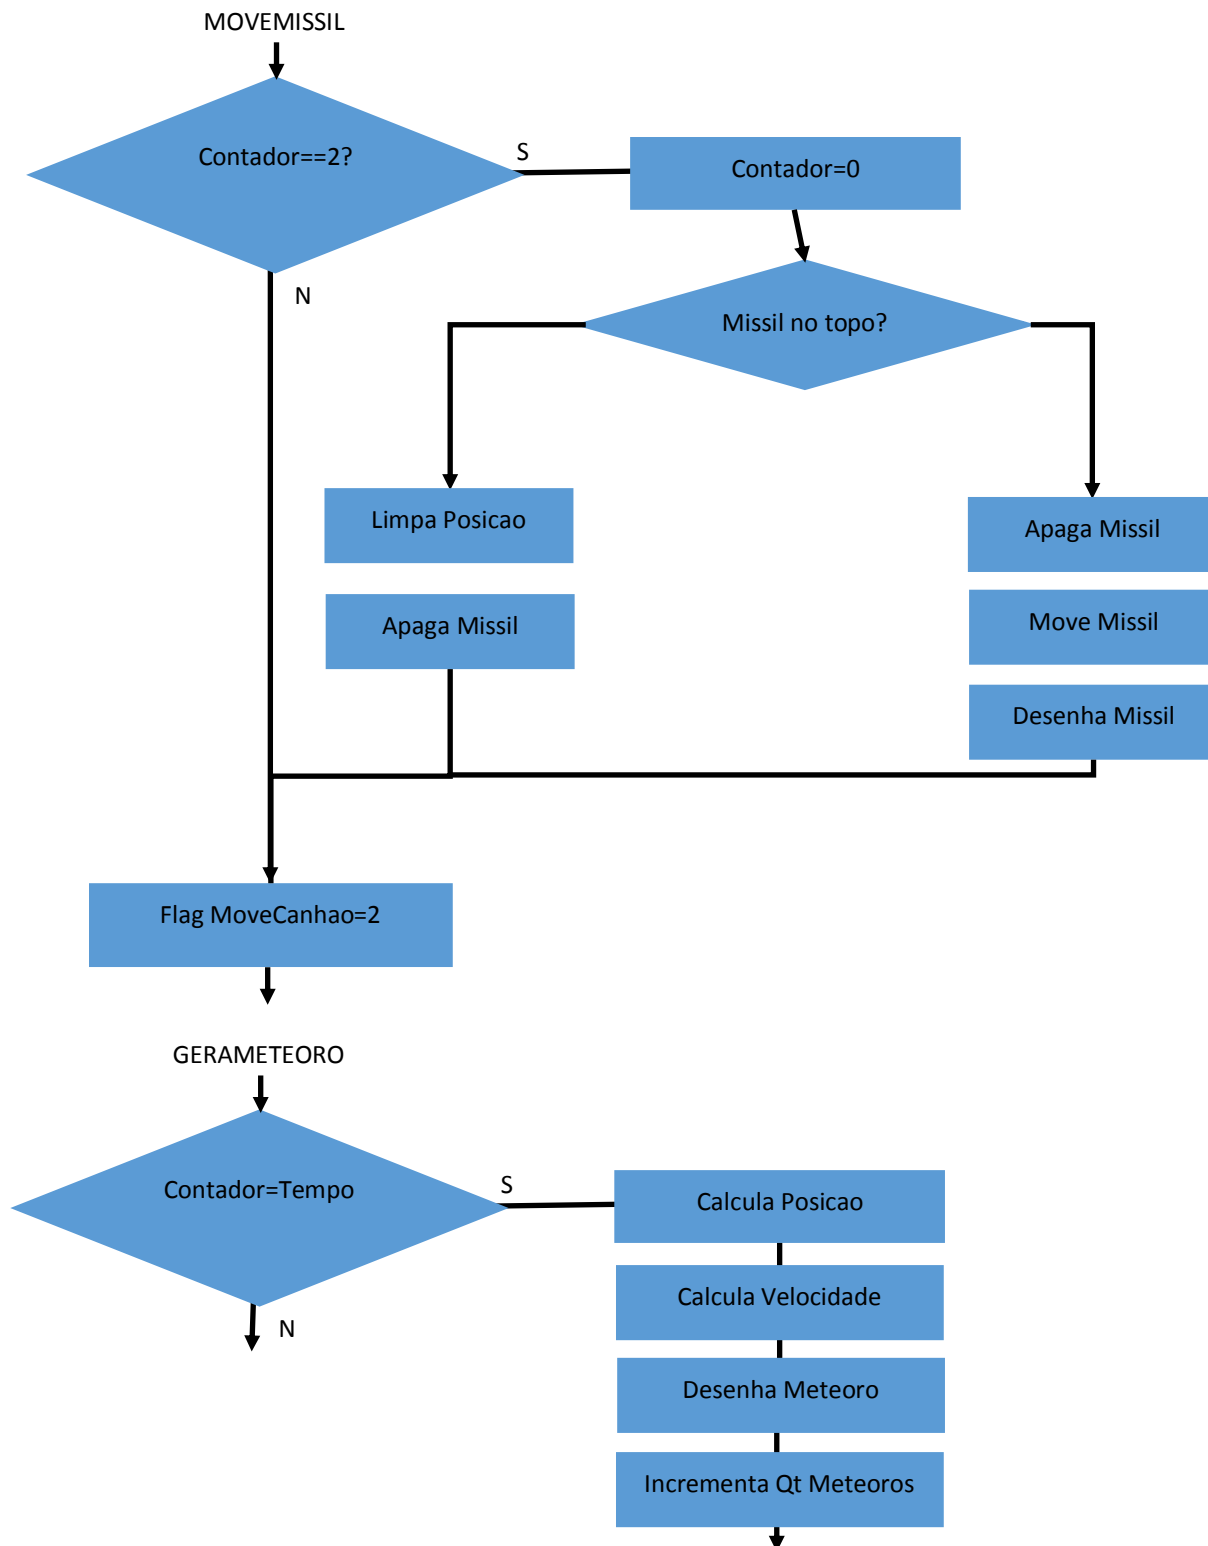 MOVEMISSIL
Contador==2?
S
Contador=0
N
Missil no topo?
Limpa Posicao
Apaga Missil
Apaga Missil
Move Missil
Desenha Missil
Flag MoveCanhao=2
GERAMETEORO
Contador=Tempo
S
Calcula Posicao
N
Calcula Velocidade
Desenha Meteoro
Incrementa Qt Meteoros